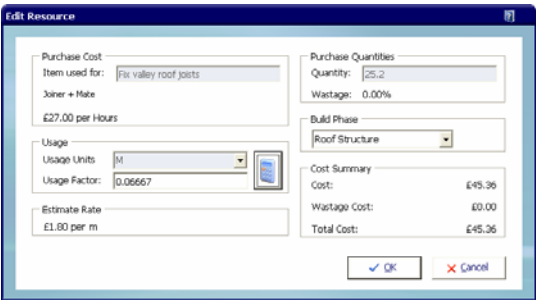 Edit Resource
Purchase Cost
Item used for: Fix valley roof joists
Joiner + Mate
£27.00 per Hours
Usage
Usage Units M
Usage Factor: 0.06667
Estimate Rate
£1.80 per m
Purchase Quantities
Quantity: 25.2
Wastage: 0.00%
Build Phase
Roof Structure
Cost Summary
Cost: £45.36
Wastage Cost: £0.00
Total Cost: £45.36
OK
Cancel